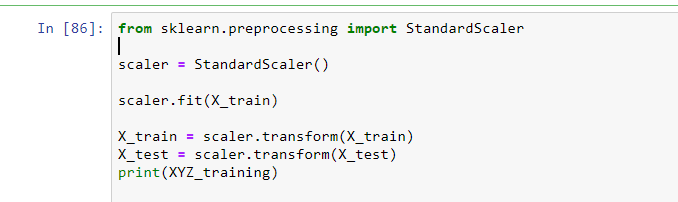 In [86]: from sklearn.preprocessing import StandardScaler
scaler = StandardScaler()
scaler.fit(X_train)
X_train = scaler.transform(X_train)
X_test = scaler.transform(X_test)
print(XYZ_training)